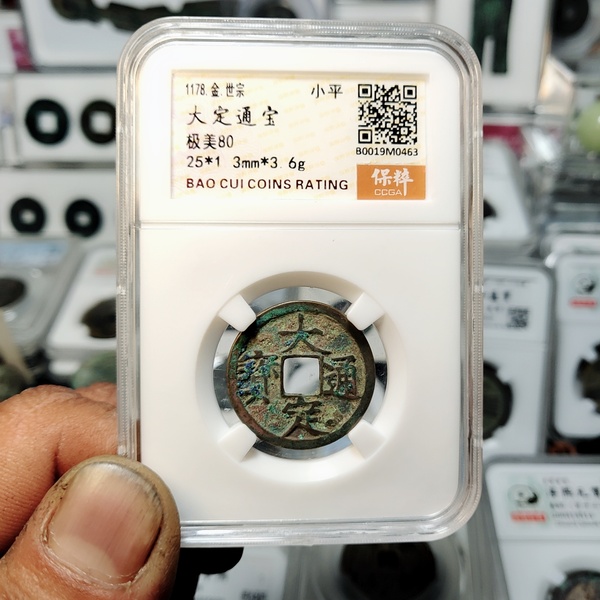 1178.金.世宗 小平
大定通宝
极美80
25*1.3mm*3.6g
BAO CUI COINS RATING
B0019M0463
保粹
CCGA
大定通寶